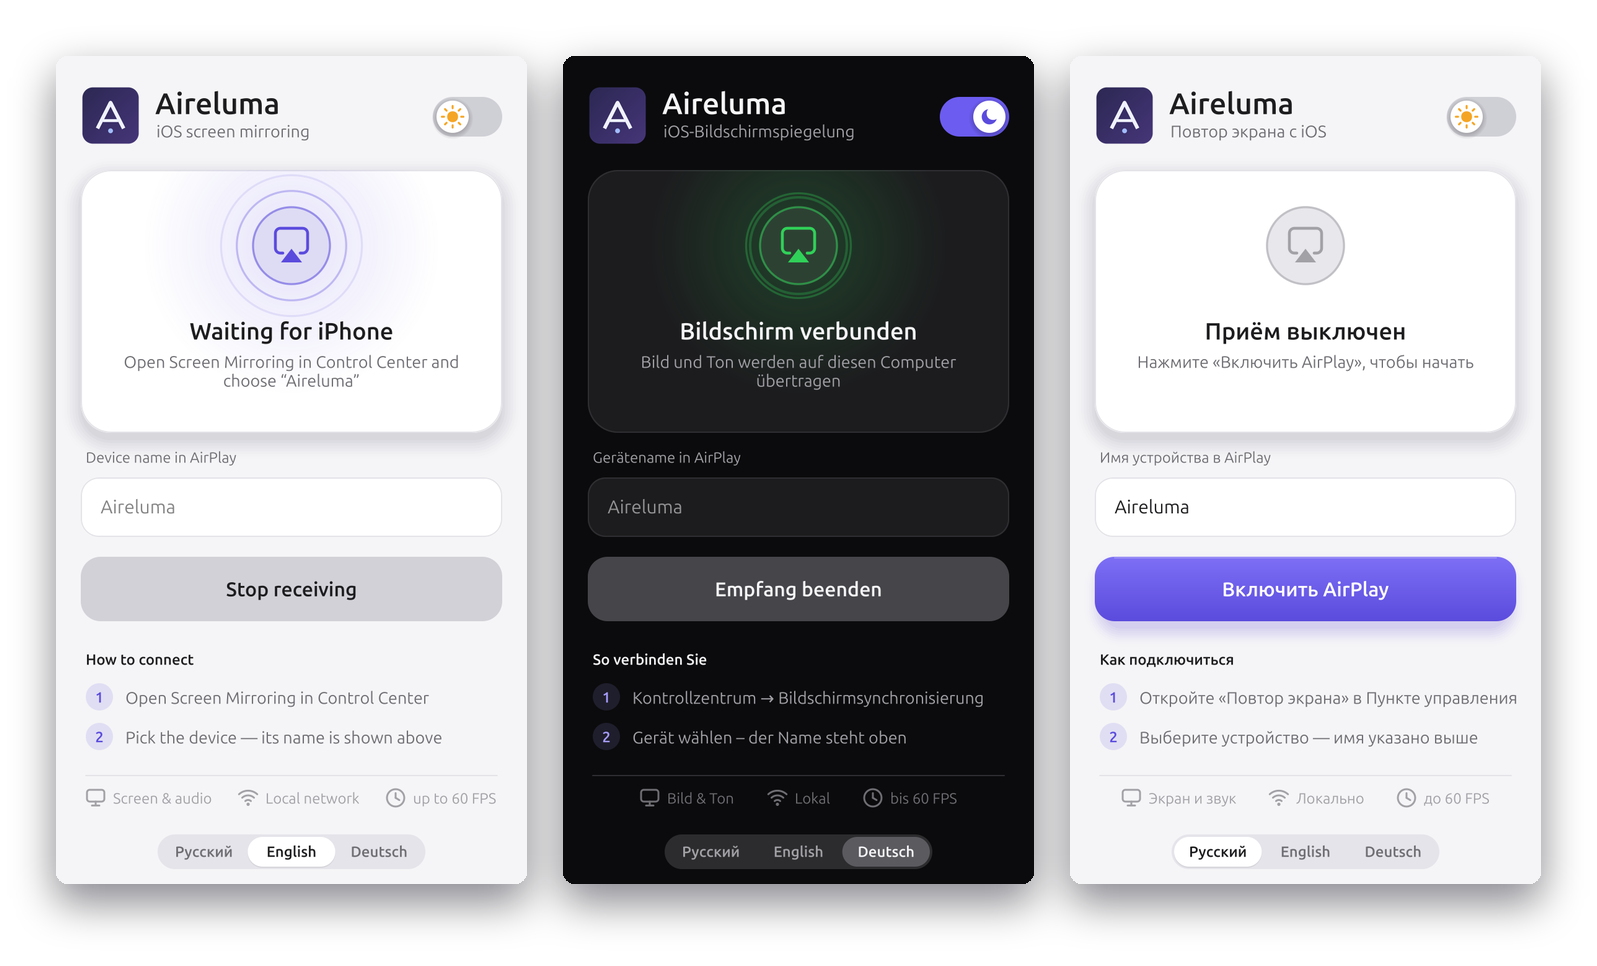 Aireluma
iOS screen mirroring
Waiting for iPhone
Open Screen Mirroring in Control Center and
choose “Aireluma”
Device name in AirPlay
Aireluma
Stop receiving
How to connect
1 Open Screen Mirroring in Control Center
2 Pick the device — its name is shown above
Screen & audio Local network up to 60 FPS
Русский English Deutsch
Aireluma
iOS-Bildschirmspiegelung
Bildschirm verbunden
Bild und Ton werden auf diesen Computer
übertragen
Gerätename in AirPlay
Aireluma
Empfang beenden
So verbinden Sie
1 Kontrollzentrum → Bildschirmsynchronisierung
2 Gerät wählen – der Name steht oben
Bild & Ton Lokal bis 60 FPS
Русский English Deutsch
Aireluma
Повтор экрана с iOS
Приём выключен
Нажмите «Включить AirPlay», чтобы начать
Имя устройства в AirPlay
Aireluma
Включить AirPlay
Как подключиться
1 Откройте «Повтор экрана» в Пункте управления
2 Выберите устройство — имя указано выше
Экран и звук Локально до 60 FPS
Русский English Deutsch